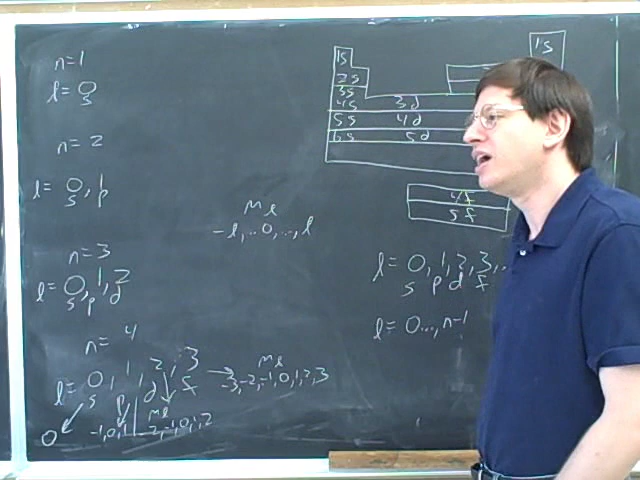 n=1
l= 0
s
n= 2
l= 0, 1
s p
n= 3
l= 0, 1, 2
s p d
n= 4
l= 0, 1, 2, 3
s p d f
0
-1,0,1
ml
-2,-1,0,1,2
ml
-3,-2,-1,0,1,2,3
ml
-l,..0,...,l
1s
1s
2s
3s
4s 3d
5s 4d
6s 5d
4f
5f
l= 0, 1, 2, 3, .
s p d f
l= 0..., n-1